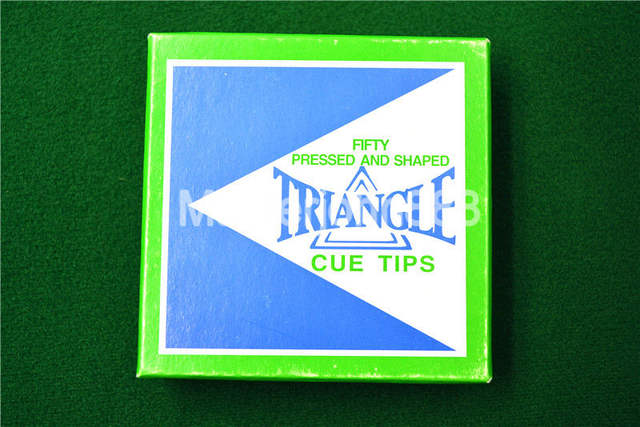 FIFTY
PRESSED AND SHAPED
TRIANGLE
CUE TIPS